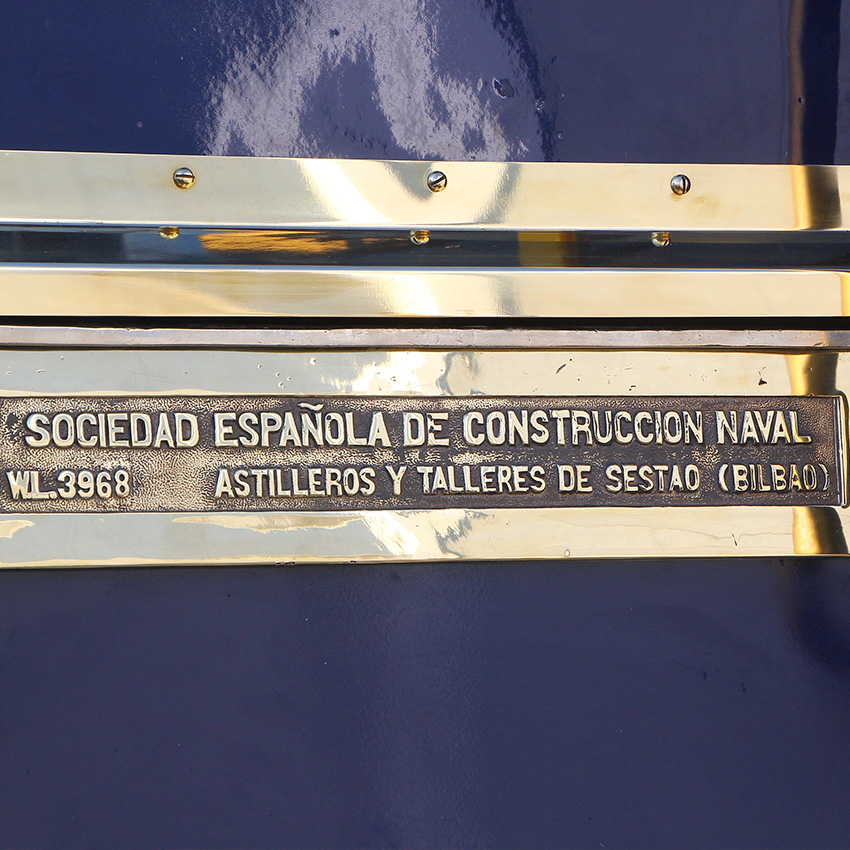 SOCIEDAD ESPAÑOLA DE CONSTRUCCION NAVAL
WL.3968 ASTILLEROS Y TALLERES DE SESTAO (BILBAO)